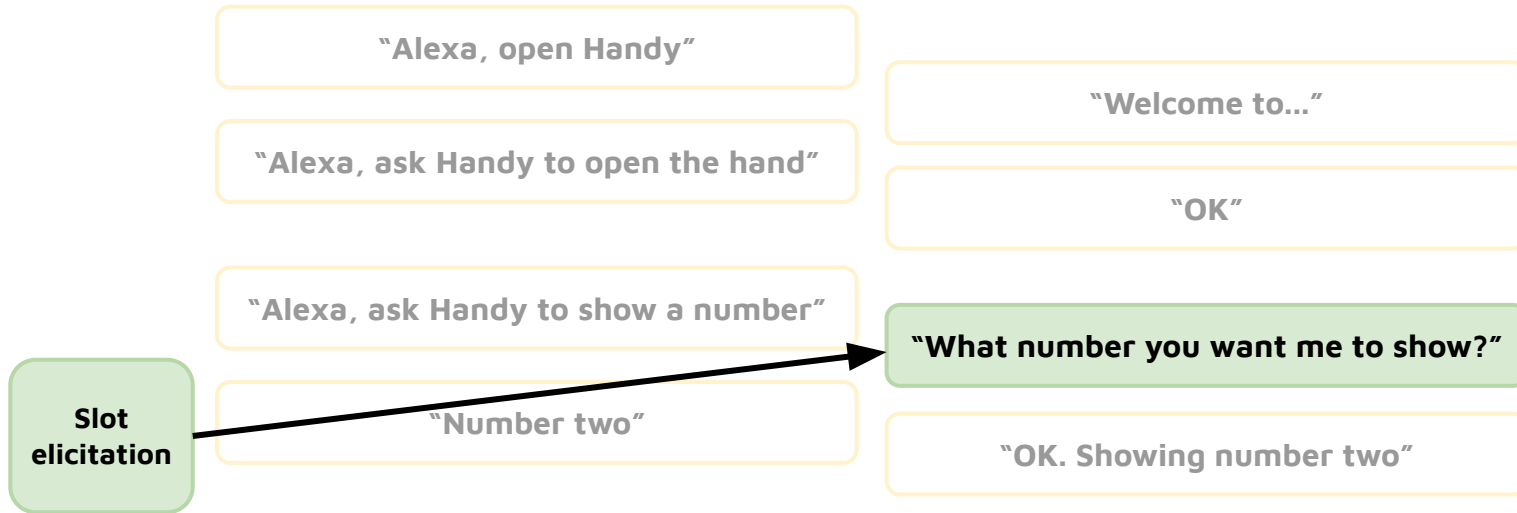 “Alexa, open Handy”
“Welcome to...”
“Alexa, ask Handy to open the hand”
“OK”
“Alexa, ask Handy to show a number”
“What number you want me to show?”
Slot
elicitation
“Number two”
“OK. Showing number two”